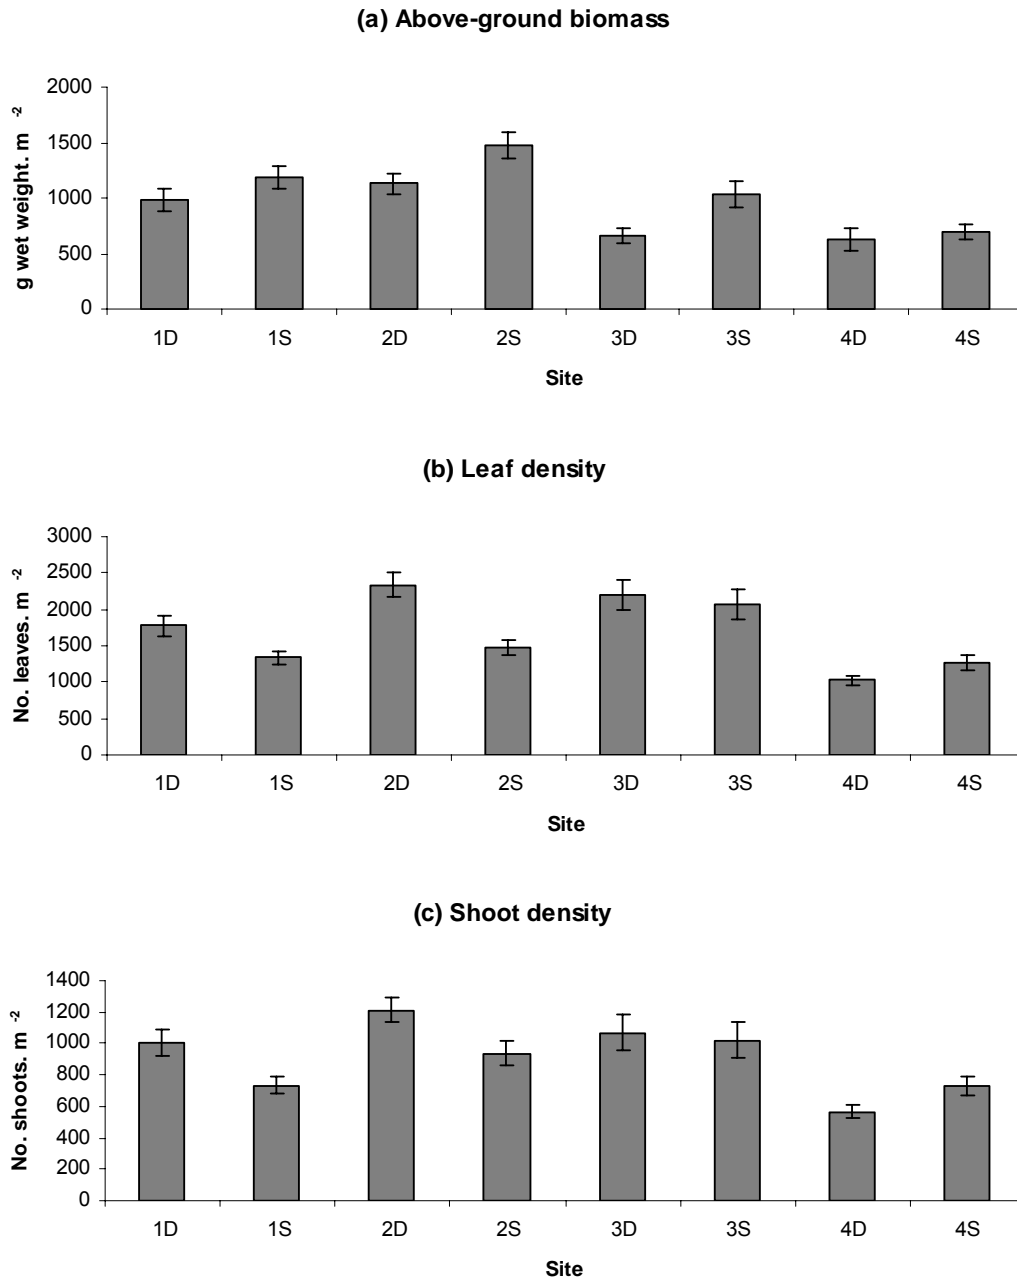 (a) Above-ground biomass
g wet weight. m -2
2000
1500
1000
500
0
1D 1S 2D 2S 3D 3S 4D 4S
Site
(b) Leaf density
No. leaves. m -2
3000
2500
2000
1500
1000
500
0
1D 1S 2D 2S 3D 3S 4D 4S
Site
(c) Shoot density
No. shoots. m -2
1400
1200
1000
800
600
400
200
0
1D 1S 2D 2S 3D 3S 4D 4S
Site